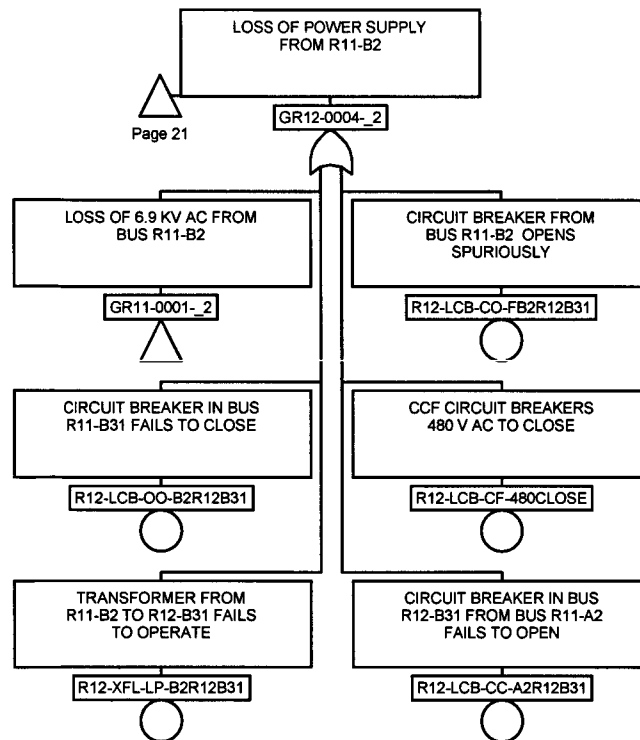 LOSS OF POWER SUPPLY
FROM R11-B2
Page 21
GR12-0004-_2
LOSS OF 6.9 KV AC FROM
BUS R11-B2
GR11-0001-_2
CIRCUIT BREAKER FROM
BUS R11-B2 OPENS
SPURIOUSLY
R12-LCB-CO-FB2R12B31
CIRCUIT BREAKER IN BUS
R11-B31 FAILS TO CLOSE
R12-LCB-OO-B2R12B31
CCF CIRCUIT BREAKERS
480 V AC TO CLOSE
R12-LCB-CF-480CLOSE
TRANSFORMER FROM
R11-B2 TO R12-B31 FAILS
TO OPERATE
R12-XFL-LP-B2R12B31
CIRCUIT BREAKER IN BUS
R12-B31 FROM BUS R11-A2
FAILS TO OPEN
R12-LCB-CC-A2R12B31